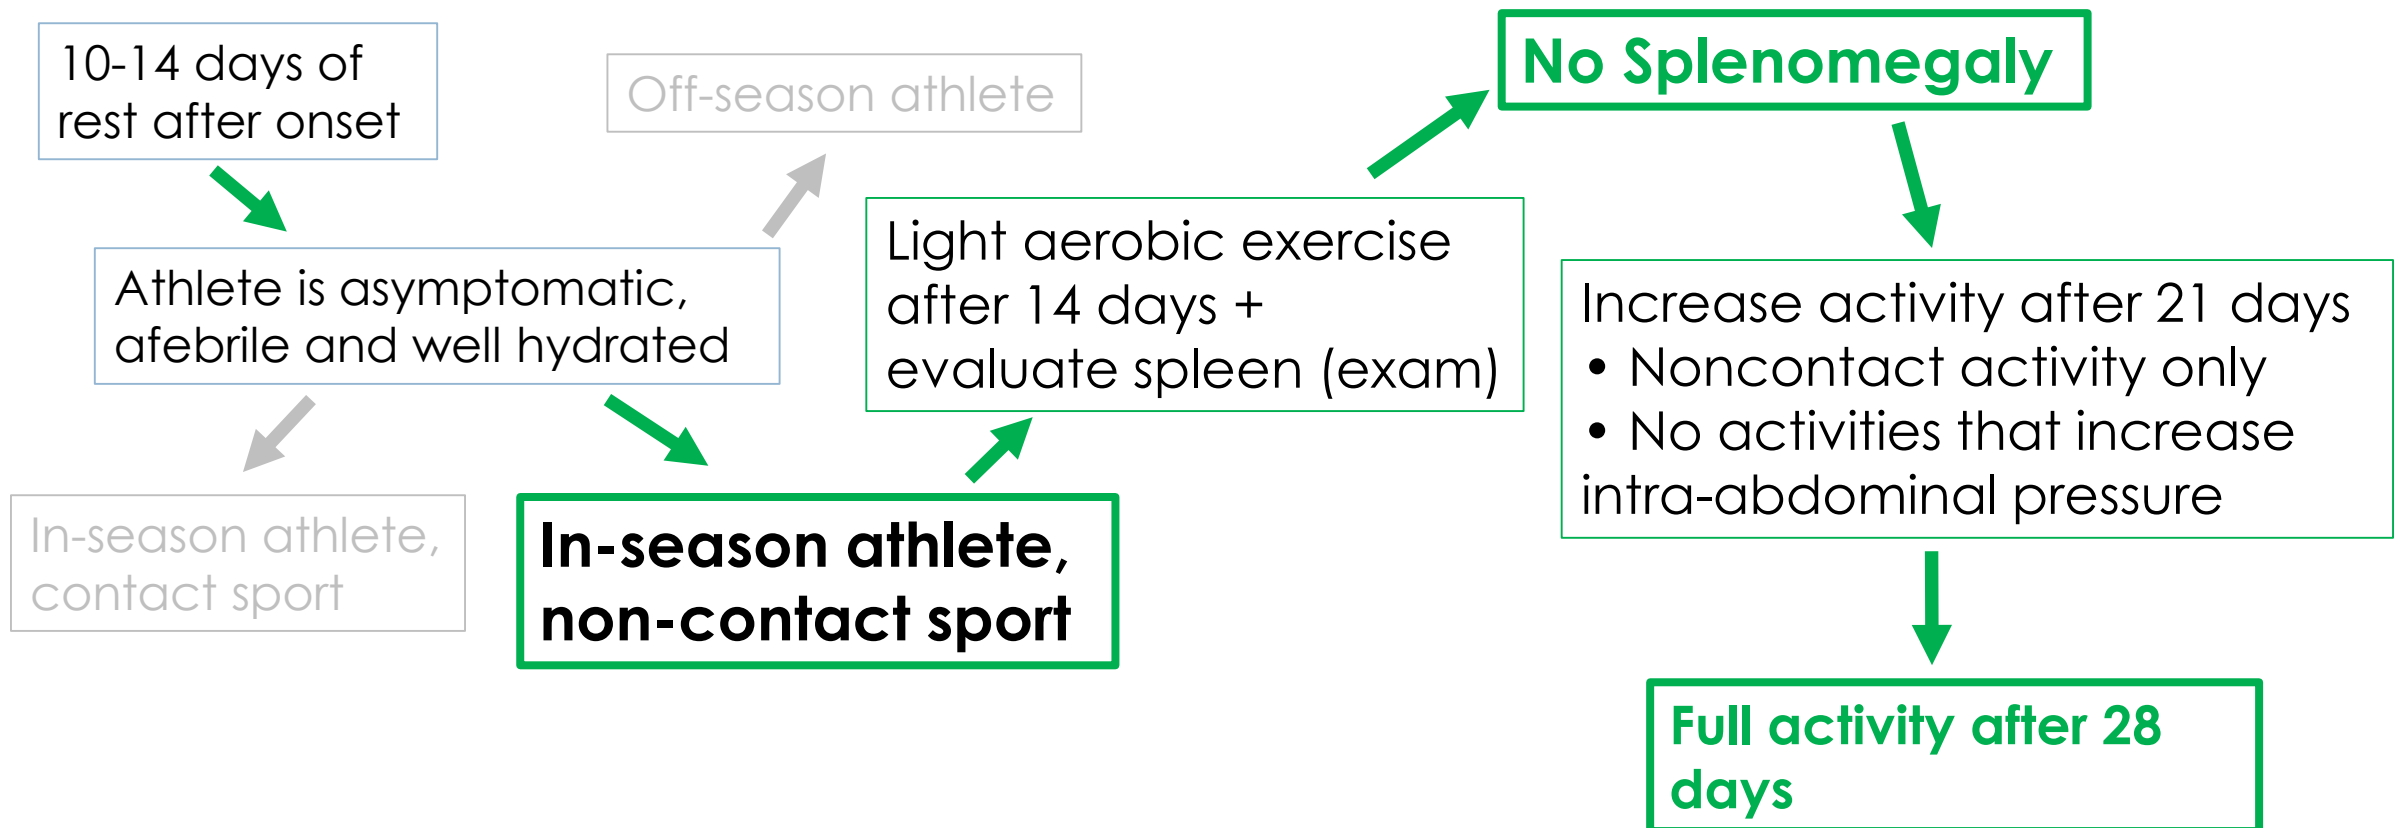 10-14 days of
rest after onset
Off-season athlete
No Splenomegaly
Athlete is asymptomatic,
afebrile and well hydrated
Light aerobic exercise
after 14 days +
evaluate spleen (exam)
Increase activity after 21 days
• Noncontact activity only
• No activities that increase
intra-abdominal pressure
In-season athlete,
contact sport
In-season athlete,
non-contact sport
Full activity after 28
days